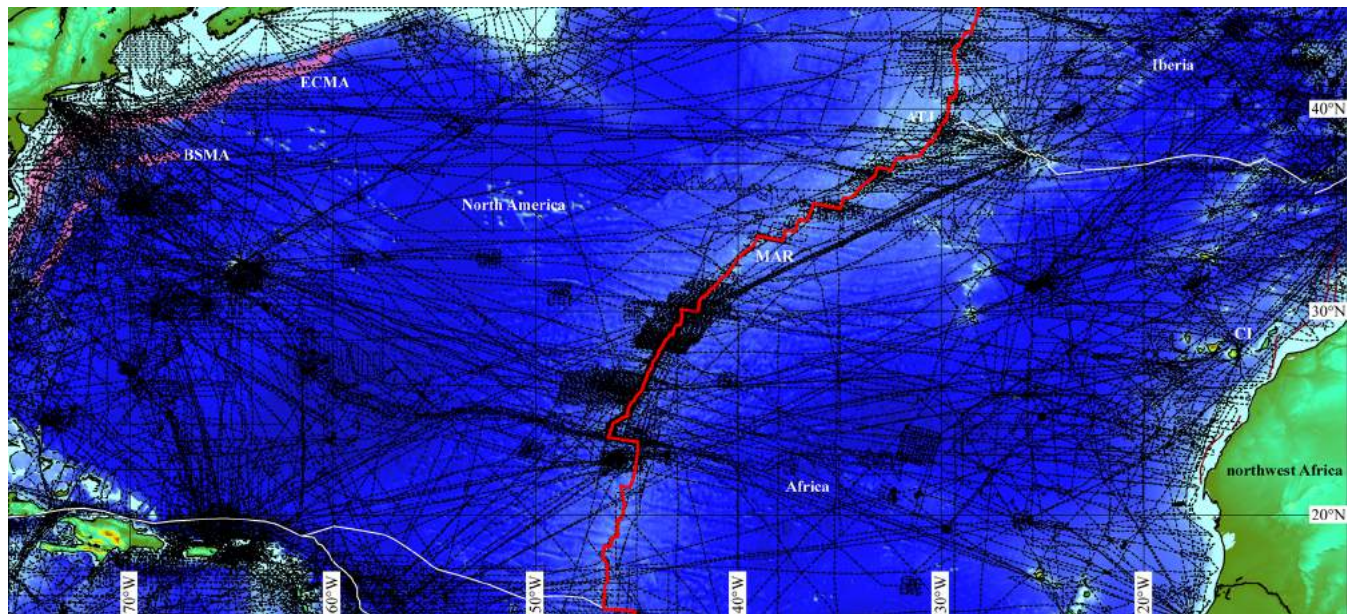 Iberia
ECMA
40°N
ATJ
BSMA
North America
MAR
30°N
CI
northwest Africa
Africa
20°N
70°W
60°W
50°W
40°W
30°W
20°W